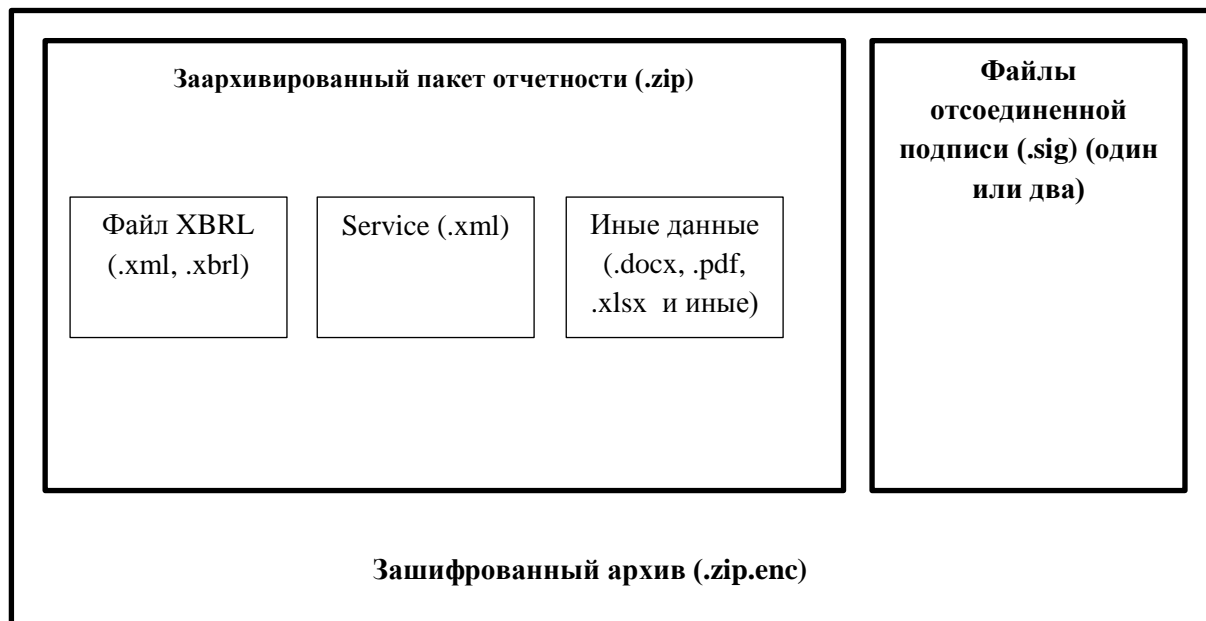 Заархивированный пакет отчетности (.zip)
Файл XBRL
(.xml, .xbrl)
Service (.xml)
Иные данные
(.docx, .pdf,
.xlsx и иные)
Файлы
отсоединенной
подписи (.sig) (один
или два)
Зашифрованный архив (.zip.enc)